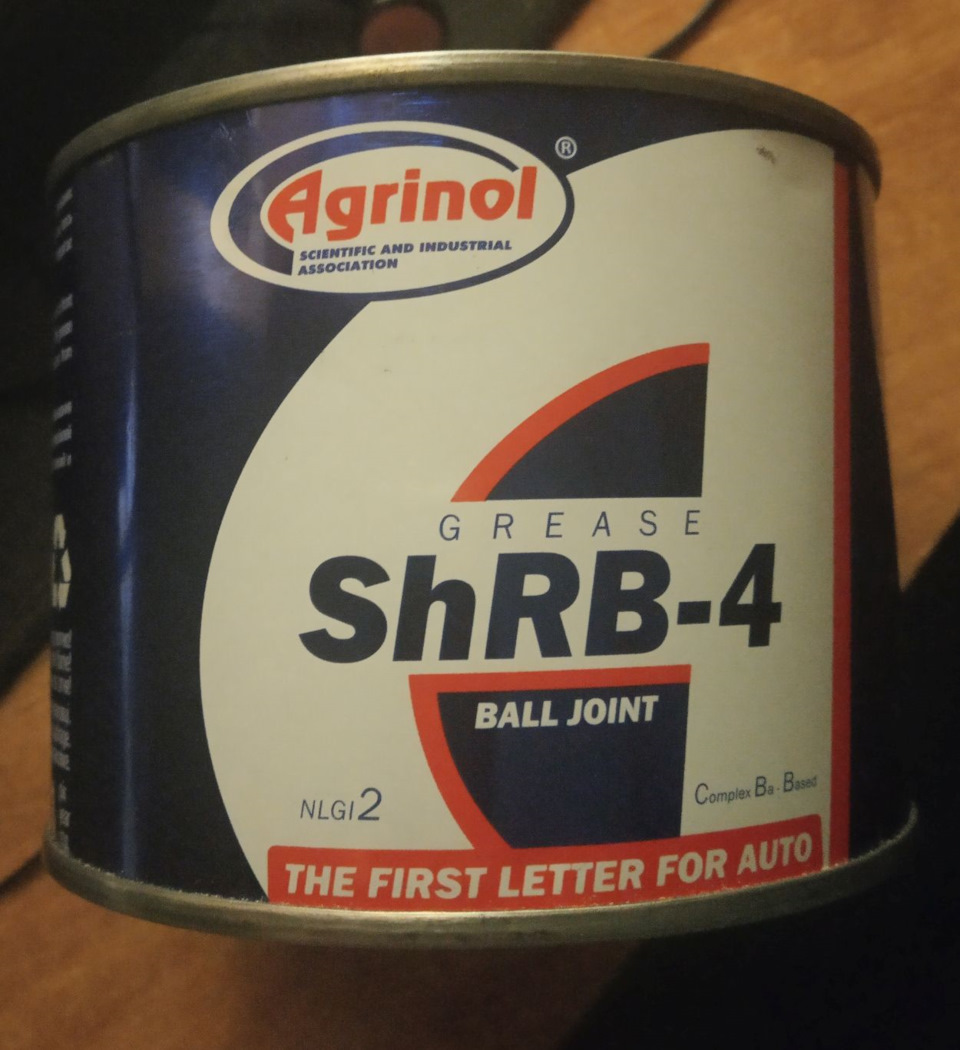 Agrinol ®
SCIENTIFIC AND INDUSTRIAL
ASSOCIATION
GREASE
ShRB-4
BALL JOINT
NLGI 2
Complex Ba-Based
THE FIRST LETTER FOR AUTO